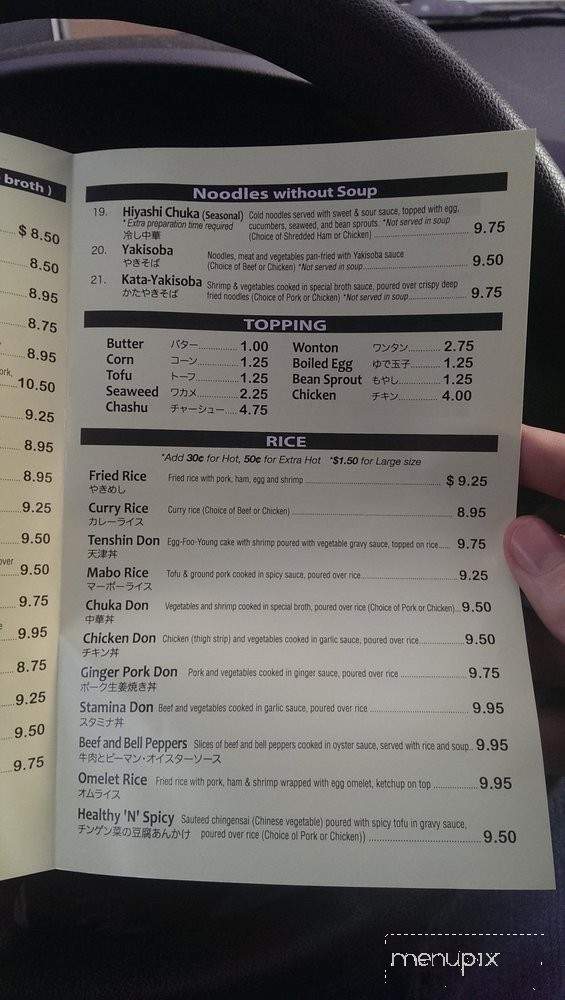 broth )
$ 8.50
8.50
8.95
8.75
8.95
ork,
10.50
9.25
8.95
8.95
9.25
9.50
over
9.50
9.75
9.95
8.75
9.25
9.50
9.75
Noodles without Soup
19. Hiyashi Chuka (Seasonal) Cold noodles served with sweet & sour sauce, topped with egg,
*Extra preparation time required cucumbers, seaweed, and bean sprouts. *Not served in soup
冷し中華 (Choice of Shredded Ham or Chicken) 9.75
20. Yakisoba Noodles, meat and vegetables pan-fried with Yakisoba sauce
やきそば (Choice of Beef or Chicken) *Not served in soup 9.50
21. Kata-Yakisoba Shrimp & vegetables cooked in special broth sauce, poured over crispy deep
かたやきそば fried noodles (Choice of Pork or Chicken) *Not served in soup 9.75
TOPPING
Butter バター 1.00 Wonton ワンタン 2.75
Corn コーン 1.25 Boiled Egg ゆで玉子 1.25
Tofu トーフ 1.25 Bean Sprout もやし 1.25
Seaweed ワカメ 2.25 Chicken チキン 4.00
Chashu チャーシュー 4.75
RICE
*Add 30¢ for Hot, 50¢ for Extra Hot *$1.50 for Large size
Fried Rice Fried rice with pork, ham, egg and shrimp $ 9.25
やきめし
Curry Rice Curry rice (Choice of Beef or Chicken) 8.95
カレーライス
Tenshin Don Egg-Foo-Young cake with shrimp poured with vegetable gravy sauce, topped on rice 9.75
天津丼
Mabo Rice Tofu & ground pork cooked in spicy sauce, poured over rice 9.25
マーボーライス
Chuka Don Vegetables and shrimp cooked in special broth, poured over rice (Choice of Pork or Chicken) 9.50
中華丼
Chicken Don Chicken (thigh strip) and vegetables cooked in garlic sauce, poured over rice 9.50
チキン丼
Ginger Pork Don Pork and vegetables cooked in ginger sauce, poured over rice 9.75
ポーク生姜焼き丼
Stamina Don Beef and vegetables cooked in garlic sauce, poured over rice 9.95
スタミナ丼
Beef and Bell Peppers Slices of beef and bell peppers cooked in oyster sauce, served with rice and soup 9.95
牛肉とピーマン・オイスターソース
Omelet Rice Fried rice with pork, ham & shrimp wrapped with egg omelet, ketchup on top 9.95
オムライス
Healthy 'N' Spicy Sauteed chingensai (Chinese vegetable) poured with spicy tofu in gravy sauce,
チンゲン菜の豆腐あんかけ poured over rice (Choice of Pork or Chicken)) 9.50
menupix